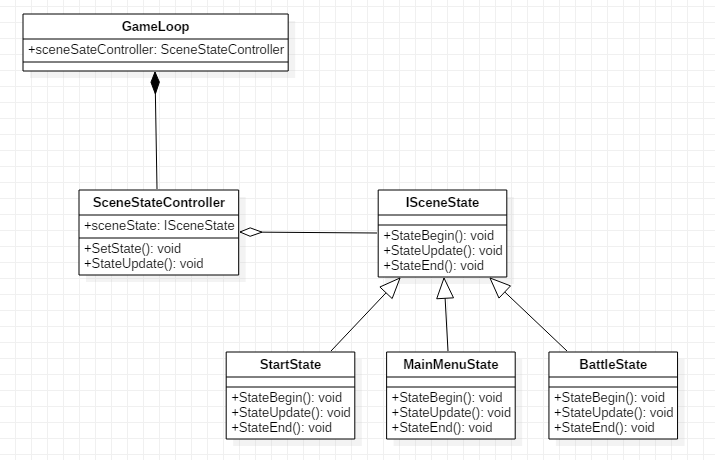 GameLoop
+sceneSateController: SceneStateController
SceneStateController
+sceneState: ISceneState
+SetState(): void
+StateUpdate(): void
ISceneState
+StateBegin(): void
+StateUpdate(): void
+StateEnd(): void
StartState
+StateBegin(): void
+StateUpdate(): void
+StateEnd(): void
MainMenuState
+StateBegin(): void
+StateUpdate(): void
+StateEnd(): void
BattleState
+StateBegin(): void
+StateUpdate(): void
+StateEnd(): void